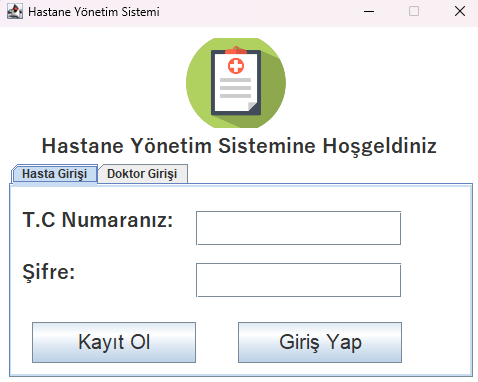 Hastane Yönetim Sistemi
Hastane Yönetim Sistemine Hoşgeldiniz
Hasta Girişi Doktor Girişi
T.C Numaranız:
Şifre:
Kayıt Ol Giriş Yap